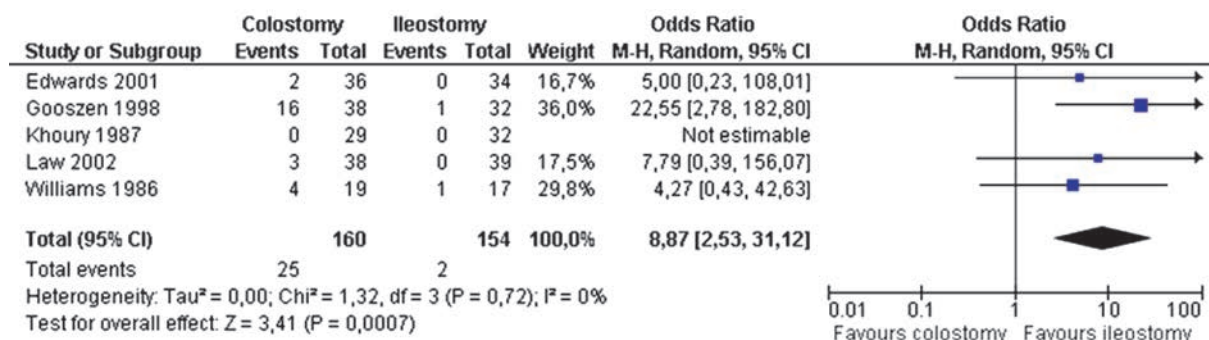 Colostomy Ileostomy Odds Ratio Odds Ratio
Study or Subgroup Events Total Events Total Weight M-H, Random, 95% CI M-H, Random, 95% CI
Edwards 2001 2 36 0 34 16,7% 5,00 [0,23, 108,01]
Gooszen 1998 16 38 1 32 36,0% 22,55 [2,78, 182,80]
Khoury 1987 0 29 0 32 Not estimable
Law 2002 3 38 0 39 17,5% 7,79 [0,39, 156,07]
Williams 1986 4 19 1 17 29,8% 4,27 [0,43, 42,63]
Total (95% CI) 160 154 100,0% 8,87 [2,53, 31,12]
Total events 25 2
Heterogeneity: Tau² = 0,00; Chi² = 1,32, df = 3 (P = 0,72); I² = 0%
Test for overall effect: Z = 3,41 (P = 0,0007)
0.01 0.1 1 10 100
Favours colostomy Favours ileostomy